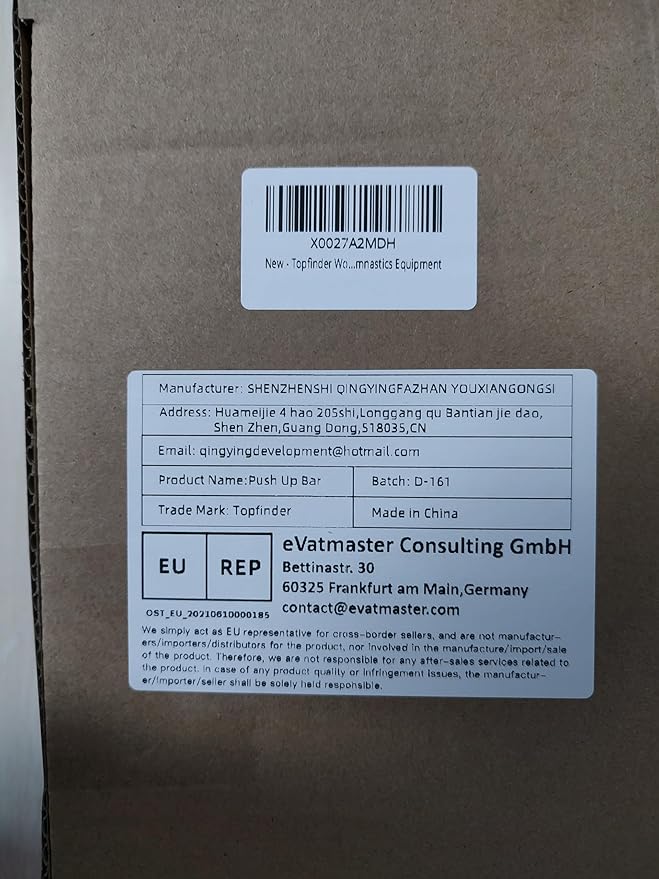 X0027A2MDH
New - Topfinder Wo...mnastics Equipment
Manufacturer: SHENZHENSHI QINGYINGFAZHAN YOUXIANGONGSI
Address: Huameijie 4 hao 205shi,Longgang qu Bantian jie dao,
Shen Zhen,Guang Dong,518035,CN
Email: qingyingdevelopment@hotmail.com
Product Name:Push Up Bar
Batch: D-161
Trade Mark: Topfinder
Made in China
EU REP
eVatmaster Consulting GmbH
Bettinastr. 30
60325 Frankfurt am Main,Germany
contact@evatmaster.com
OST_EU_20210610000185
We simply act as EU representative for cross-border sellers, and are not manufactur-
ers/importers/distributors for the product, nor involved in the manufacture/import/sale
of the product. Therefore, we are not responsible for any after-sales services related to
the product. In case of any product quality or infringement issues, the manufactur-
er/importer/seller shall be solely held responsible.